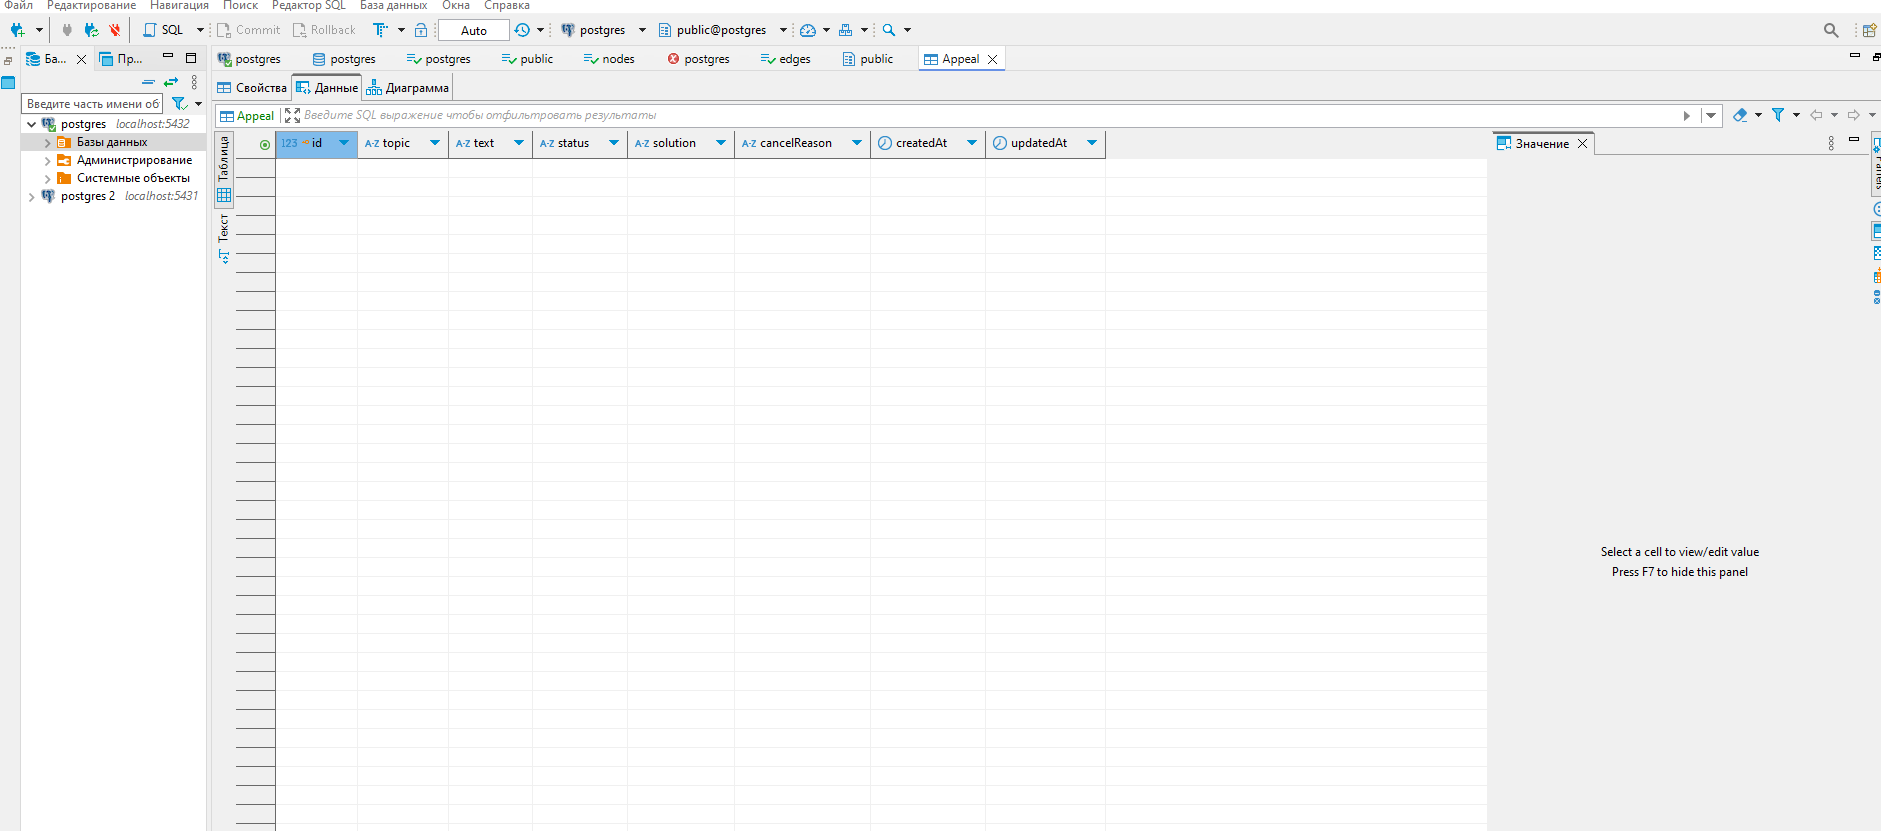 Файл Редактирование Навигация Поиск Редактор SQL База данных Окна Справка
SQL Commit Rollback Auto postgres public@postgres
Ба... Пр... postgres postgres postgres public nodes postgres edges public Appeal
Свойства Данные Диаграмма
Введите часть имени об
Appeal Введите SQL выражение чтобы отфильтровать результаты
postgres localhost:5432
Базы данных
Администрирование
Системные объекты
postgres 2 localhost:5431
Таблица
Текст
123 id A-Z topic A-Z text A-Z status A-Z solution A-Z cancelReason createdAt updatedAt
Значение
Select a cell to view/edit value
Press F7 to hide this panel